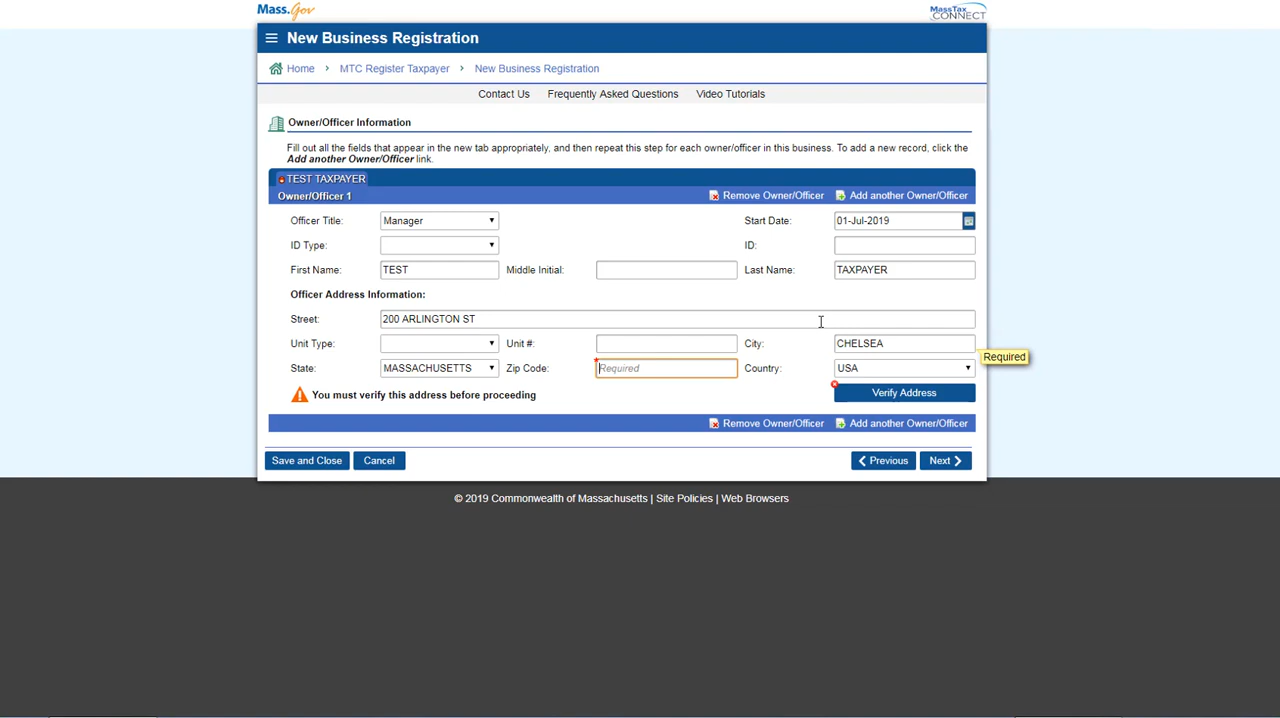 Mass.Gov
MassTax
CONNECT
New Business Registration
Home > MTC Register Taxpayer > New Business Registration
Contact Us Frequently Asked Questions Video Tutorials
Owner/Officer Information
Fill out all the fields that appear in the new tab appropriately, and then repeat this step for each owner/officer in this business. To add a new record, click the
Add another Owner/Officer link.
TEST TAXPAYER
Owner/Officer 1 Remove Owner/Officer Add another Owner/Officer
Officer Title: Manager Start Date: 01-Jul-2019
ID Type: ID:
First Name: TEST Middle Initial: Last Name: TAXPAYER
Officer Address Information:
Street: 200 ARLINGTON ST
Unit Type: Unit #: City: CHELSEA
Required
State: MASSACHUSETTS Zip Code: Required Country: USA
You must verify this address before proceeding Verify Address
Remove Owner/Officer Add another Owner/Officer
Save and Close Cancel Previous Next
© 2019 Commonwealth of Massachusetts | Site Policies | Web Browsers